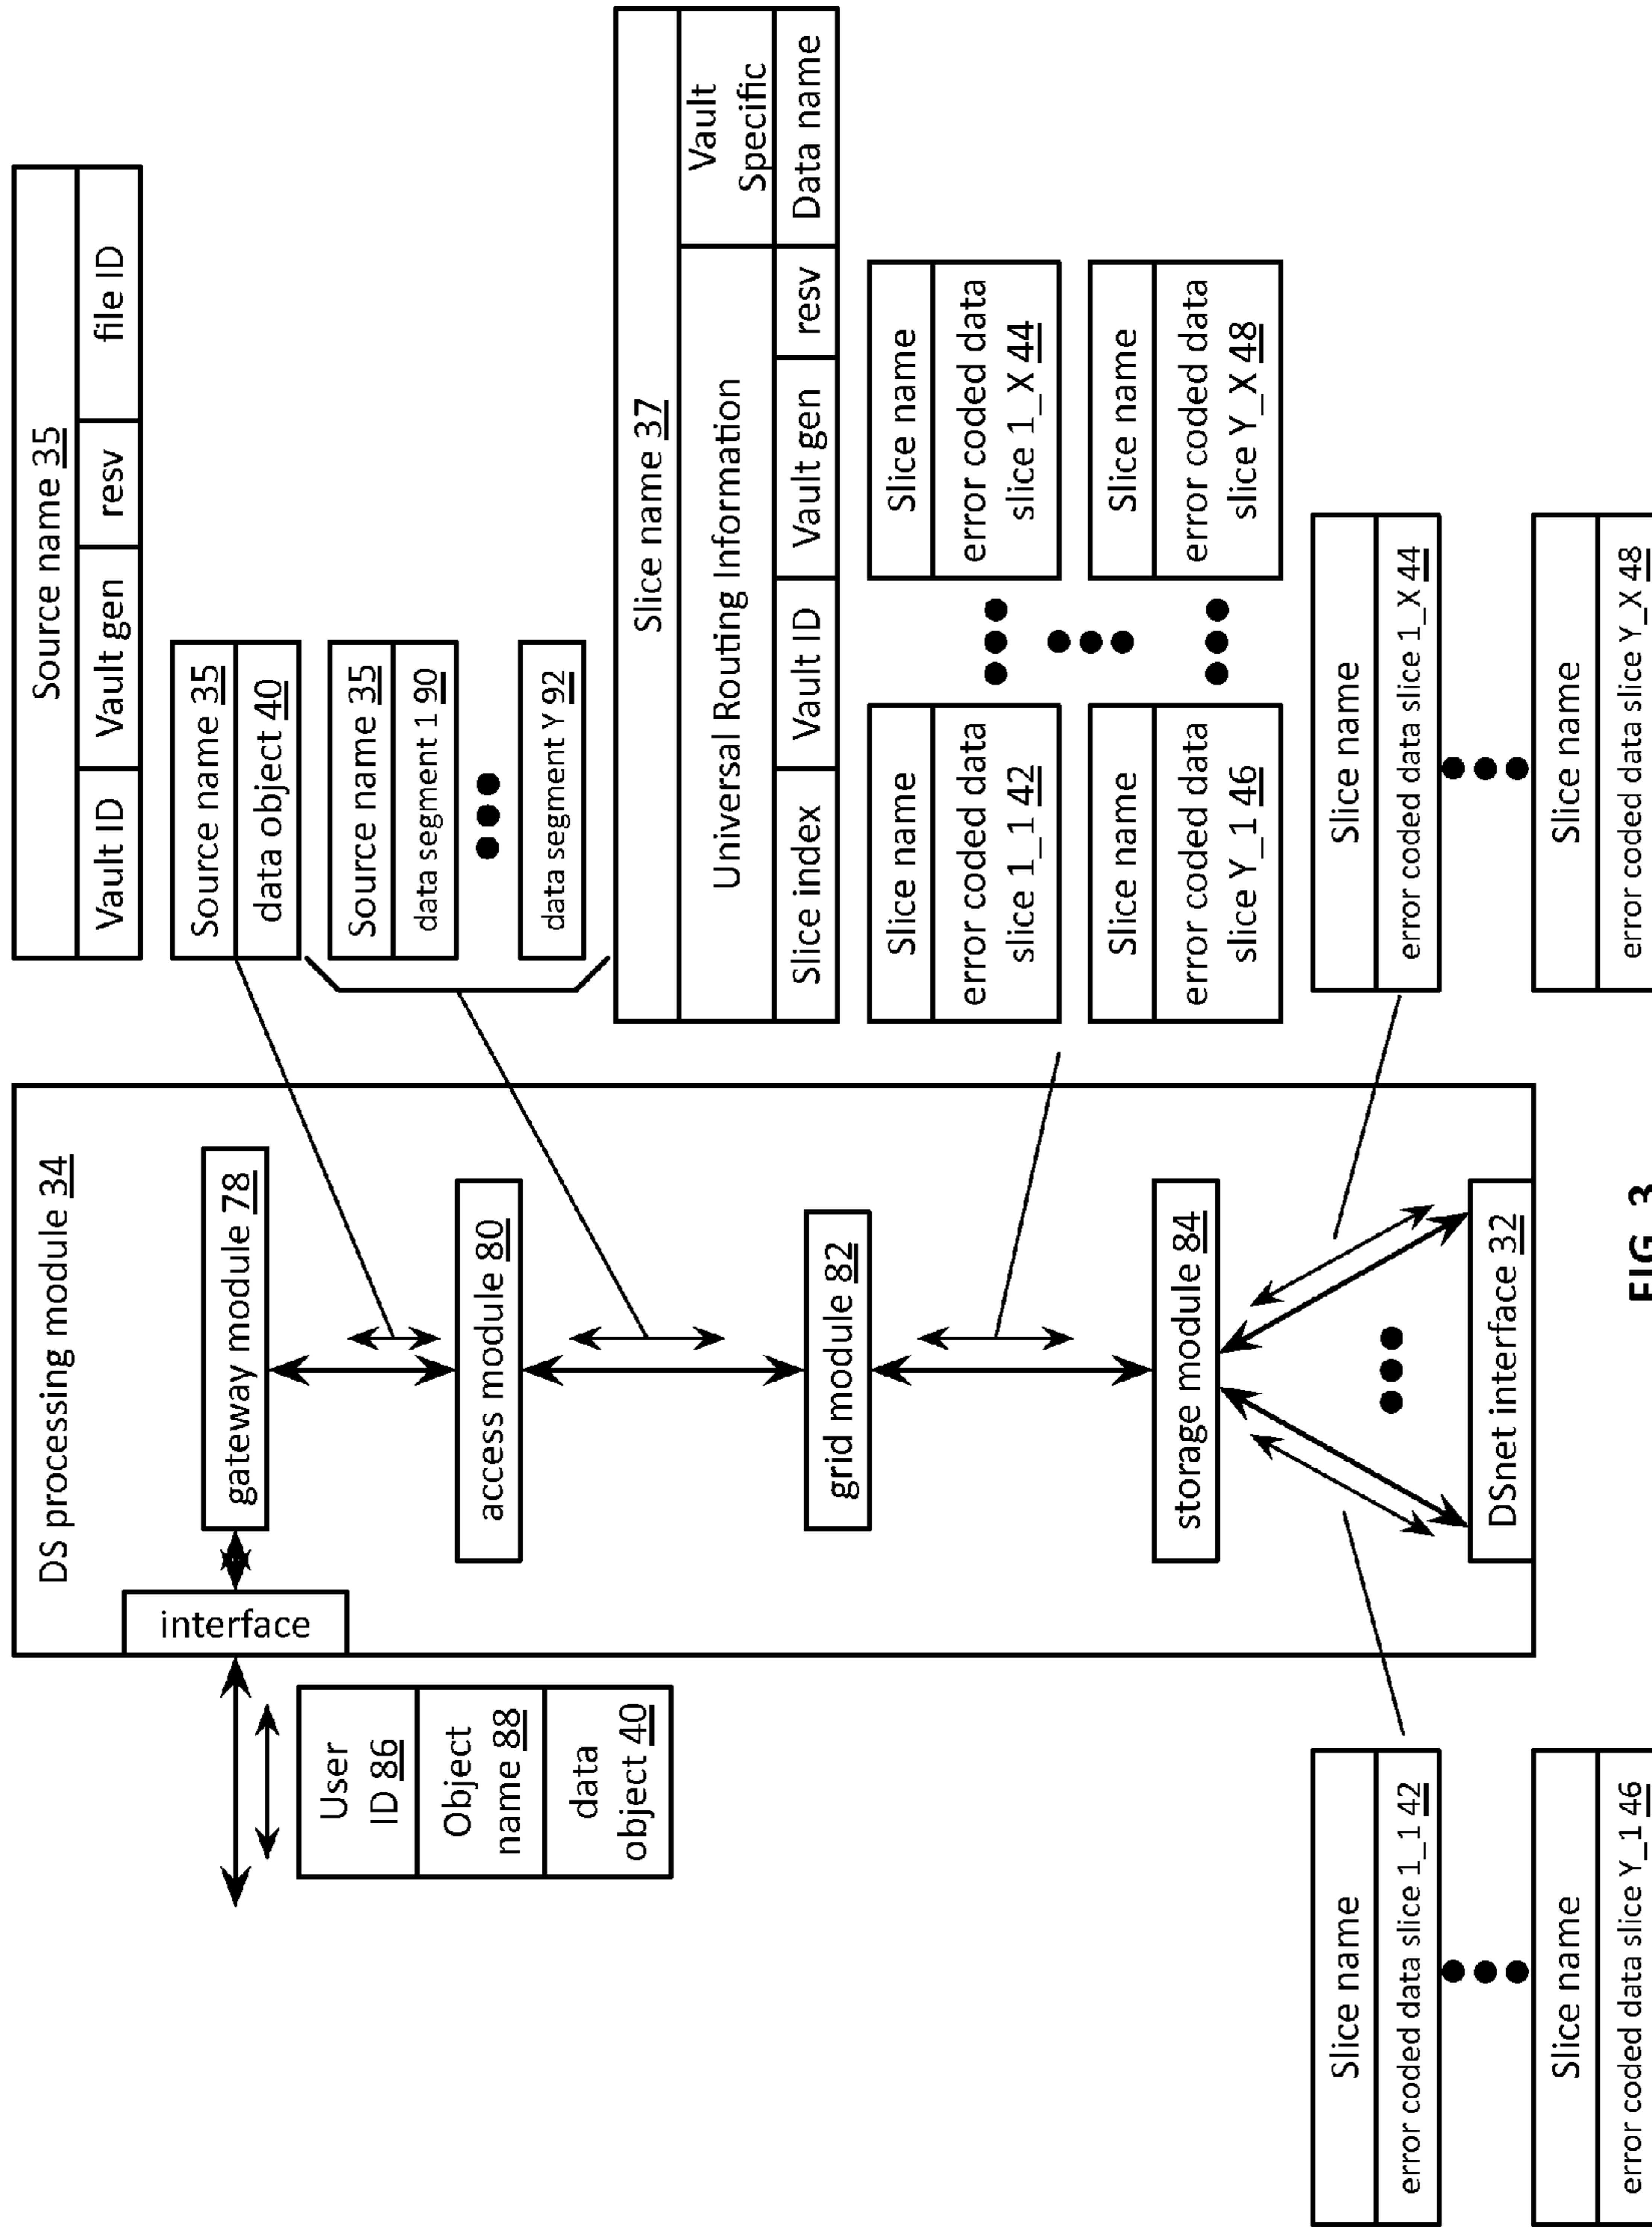 DS processing module 34
interface
gateway module 78
access module 80
grid module 82
storage module 84
DSnet interface 32
User
ID 86
Object
name 88
data
object 40
Source name 35
Vault ID
Vault gen
resv
file ID
Source name 35
data object 40
Source name 35
data segment 1 90
data segment Y 92
Slice name 37
Universal Routing Information
Vault
Specific
Slice index
Vault ID
Vault gen
resv
Data name
Slice name
error coded data
slice 1_1 42
Slice name
error coded data
slice 1_X 44
Slice name
error coded data
slice Y_1 46
Slice name
error coded data
slice Y_X 48
Slice name
error coded data slice 1_1 42
Slice name
error coded data slice Y_1 46
Slice name
error coded data slice 1_X 44
Slice name
error coded data slice Y_X 48
FIG. 3